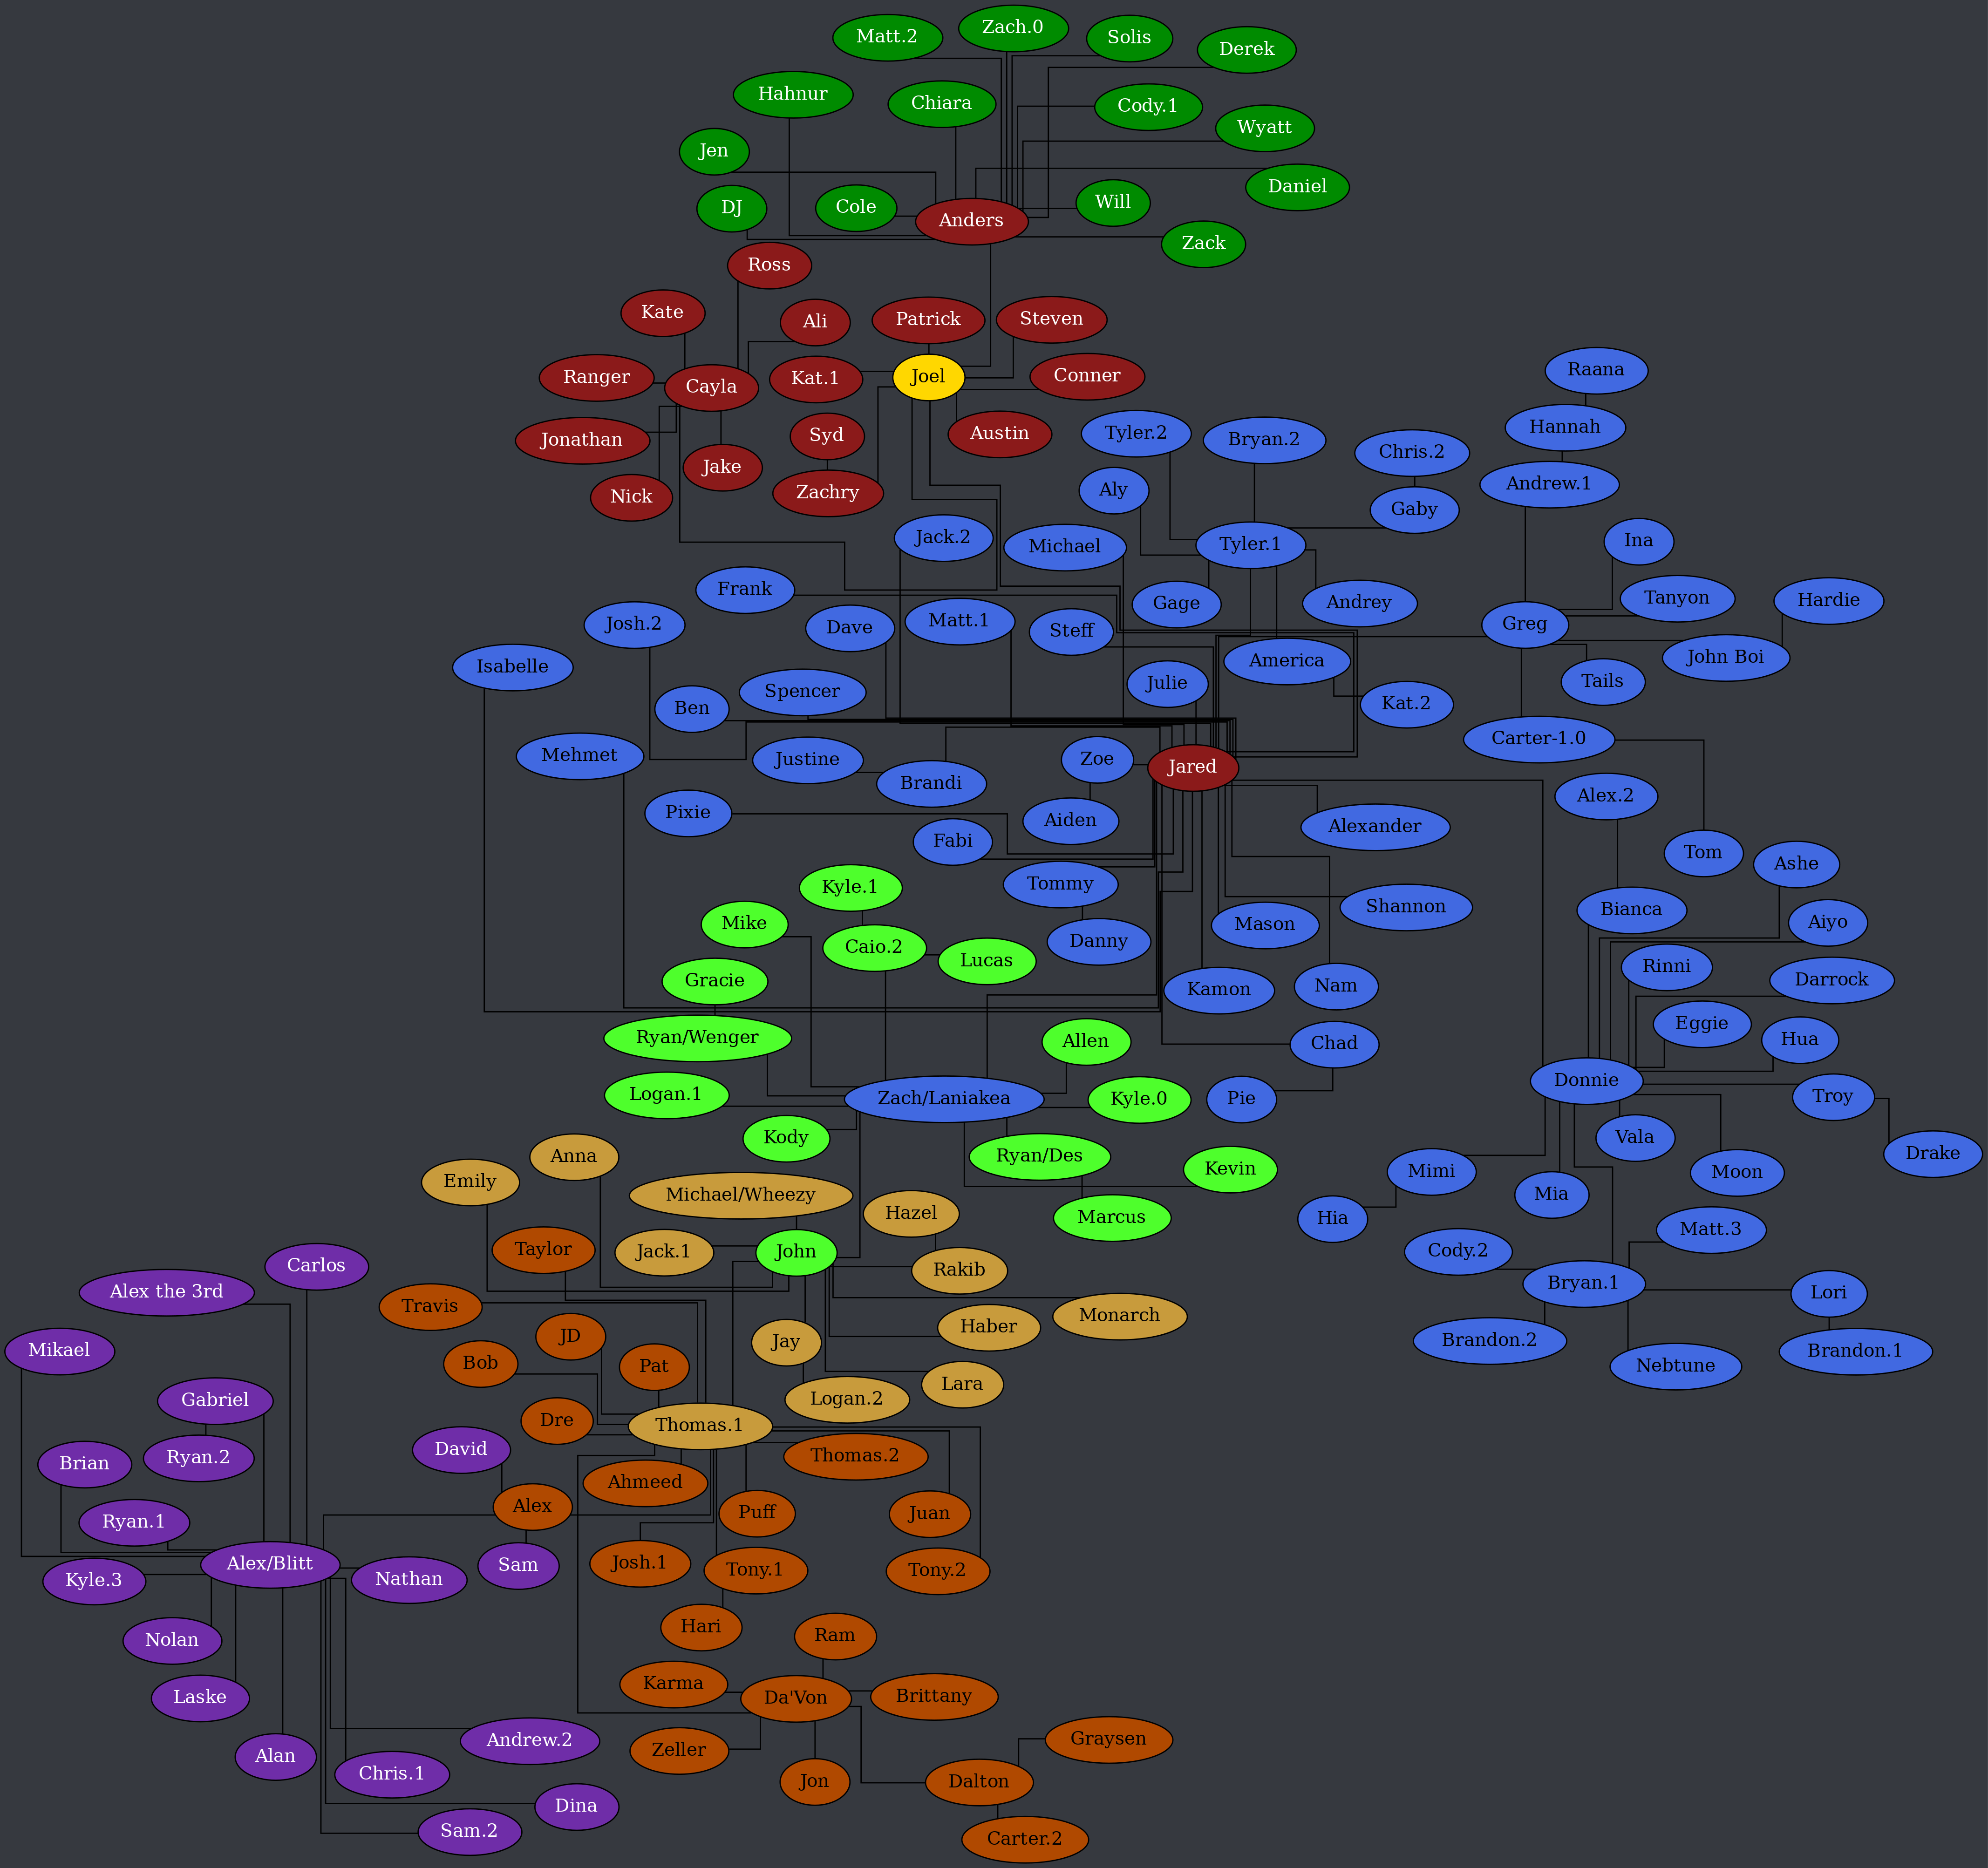 Zach.0
Matt.2
Solis
Derek
Hahnur
Chiara
Cody.1
Wyatt
Jen
Daniel
DJ
Cole
Will
Anders
Zack
Ross
Kate
Ali
Patrick
Steven
Ranger
Cayla
Kat.1
Joel
Conner
Raana
Jonathan
Syd
Austin
Tyler.2
Bryan.2
Hannah
Jake
Chris.2
Nick
Zachry
Aly
Andrew.1
Gaby
Jack.2
Michael
Tyler.1
Ina
Frank
Gage
Andrey
Tanyon
Hardie
Josh.2
Dave
Matt.1
Steff
Greg
Isabelle
America
John Boi
Spencer
Julie
Tails
Ben
Kat.2
Mehmet
Justine
Zoe
Jared
Carter-1.0
Brandi
Alex.2
Pixie
Aiden
Alexander
Fabi
Tom
Ashe
Kyle.1
Tommy
Shannon
Bianca
Aiyo
Mike
Caio.2
Danny
Mason
Lucas
Rinni
Gracie
Kamon
Nam
Darrock
Ryan/Wenger
Allen
Chad
Eggie
Hua
Logan.1
Zach/Laniakea
Kyle.0
Pie
Donnie
Troy
Kody
Vala
Anna
Ryan/Des
Kevin
Drake
Emily
Mimi
Moon
Michael/Wheezy
Mia
Hazel
Marcus
Hia
Taylor
Jack.1
John
Matt.3
Carlos
Rakib
Cody.2
Alex the 3rd
Bryan.1
Lori
Travis
Monarch
JD
Jay
Haber
Mikael
Bob
Pat
Brandon.2
Brandon.1
Nebtune
Gabriel
Logan.2
Lara
Dre
Thomas.1
David
Ryan.2
Thomas.2
Brian
Ahmeed
Alex
Puff
Juan
Ryan.1
Alex/Blitt
Sam
Josh.1
Tony.1
Tony.2
Kyle.3
Nathan
Hari
Nolan
Ram
Karma
Da'Von
Brittany
Laske
Andrew.2
Zeller
Graysen
Alan
Chris.1
Jon
Dalton
Dina
Sam.2
Carter.2